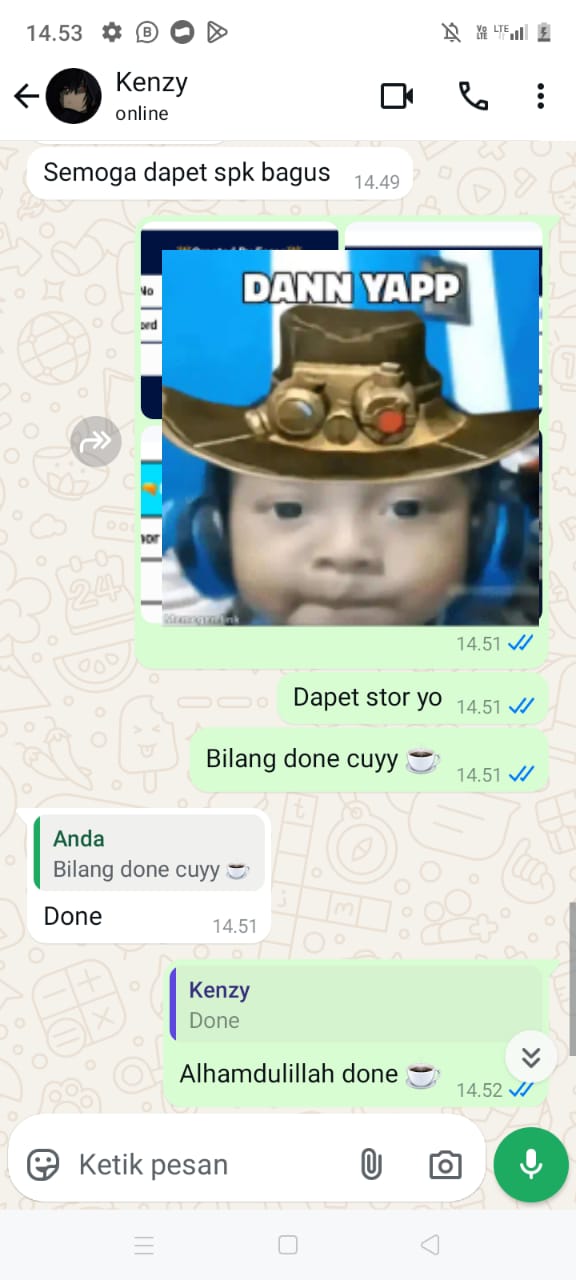 14.53
Kenzy
online
Semoga dapet spk bagus
14.49
No
DANN YAPP
14.51
Dapet stor yo
14.51
Bilang done cuyy ☕
14.51
Anda
Bilang done cuyy ☕
Done
14.51
Kenzy
Done
Alhamdulillah done ☕
14.52
Ketik pesan